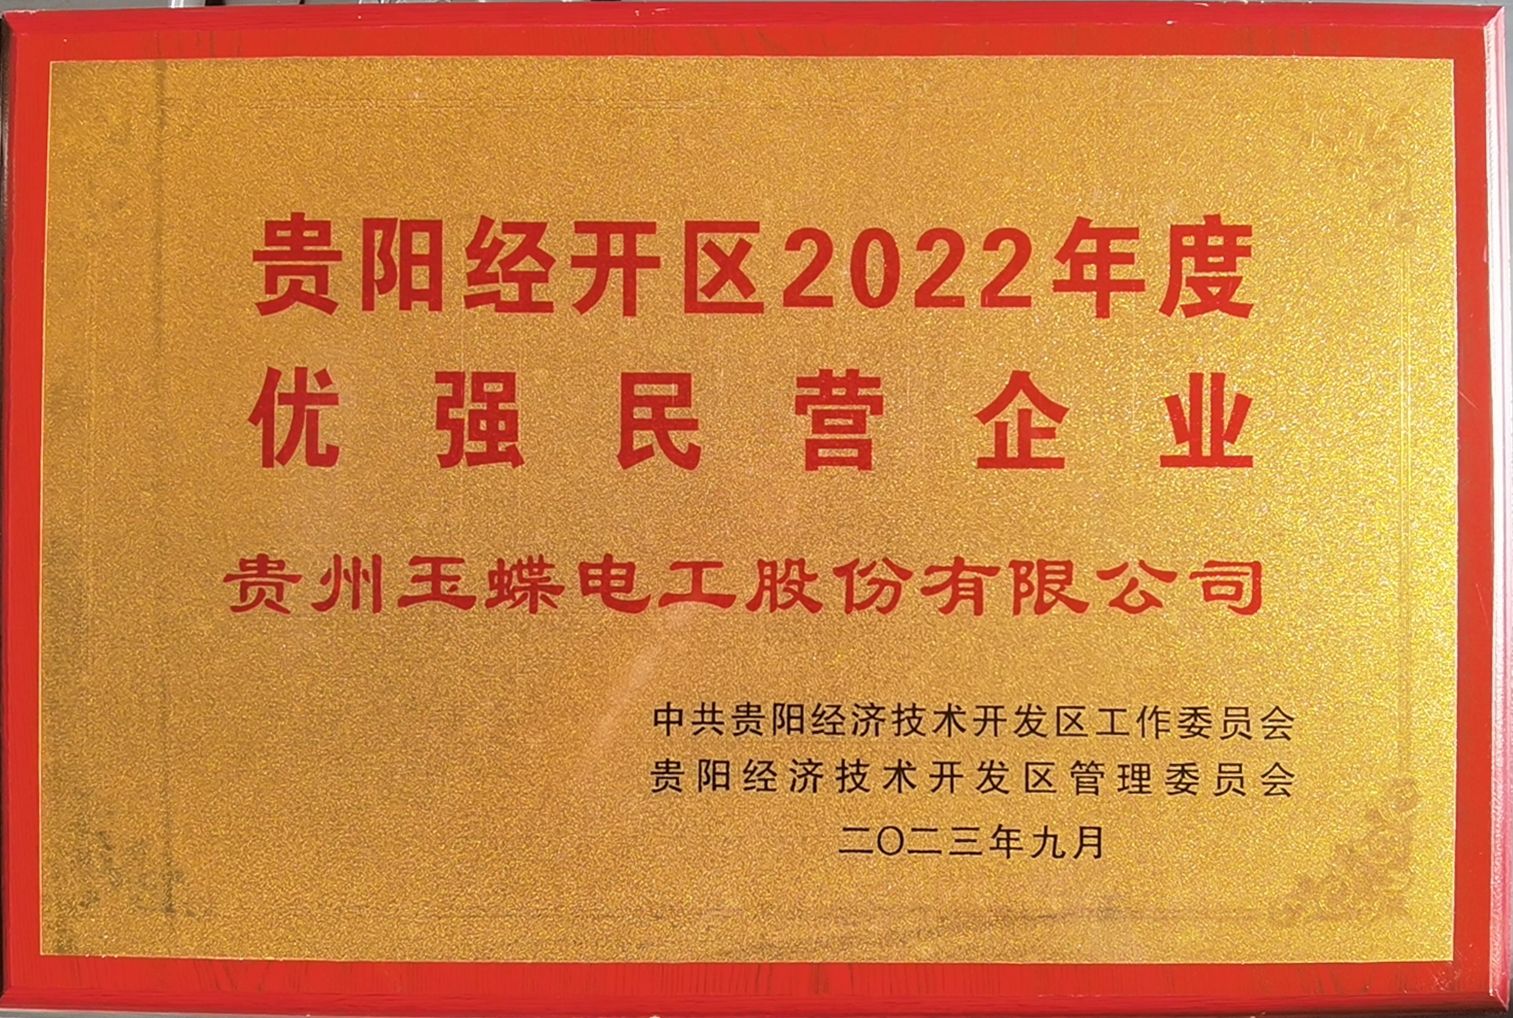 贵阳经开区2022年度
优强民营企业
贵州玉蝶电工股份有限公司
中共贵阳经济技术开发区工作委员会
贵阳经济技术开发区管理委员会
二〇二三年九月